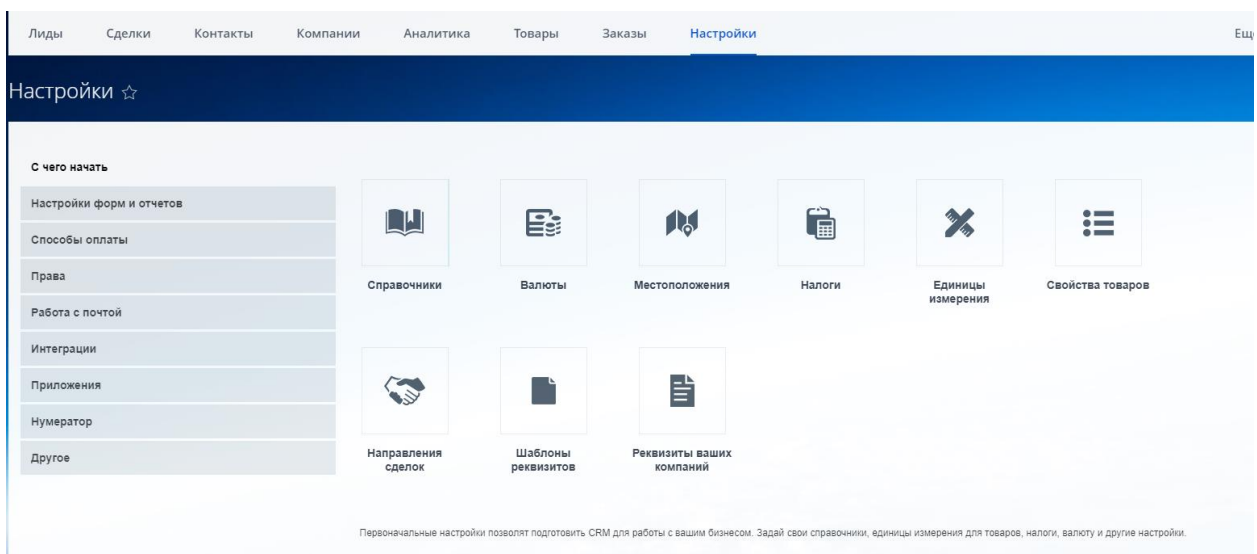 Лиды Сделки Контакты Компании Аналитика Товары Заказы Настройки Ещё
Настройки
С чего начать
Настройки форм и отчетов
Способы оплаты
Права
Работа с почтой
Интеграции
Приложения
Нумератор
Другое
Справочники Валюты Местоположения Налоги Единицы Свойства товаров
измерения
Направления Шаблоны Реквизиты ваших
сделок реквизитов компаний
Первоначальные настройки позволят подготовить CRM для работы с вашим бизнесом. Задай свои справочники, единицы измерения для товаров, налоги, валюту и другие настройки.